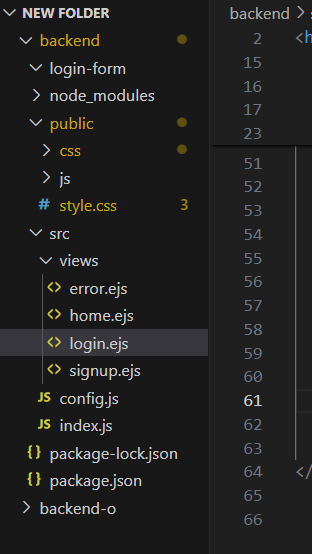 NEW FOLDER
backend
login-form
node_modules
public
css
js
# style.css 3
src
views
<> error.ejs
<> home.ejs
<> login.ejs
<> signup.ejs
JS config.js
JS index.js
{} package-lock.json
{} package.json
backend-o
backend
2 <h
15
16
17
23
51
52
53
54
55
56
57
58
59
60
61
62
63
64 </
65
66